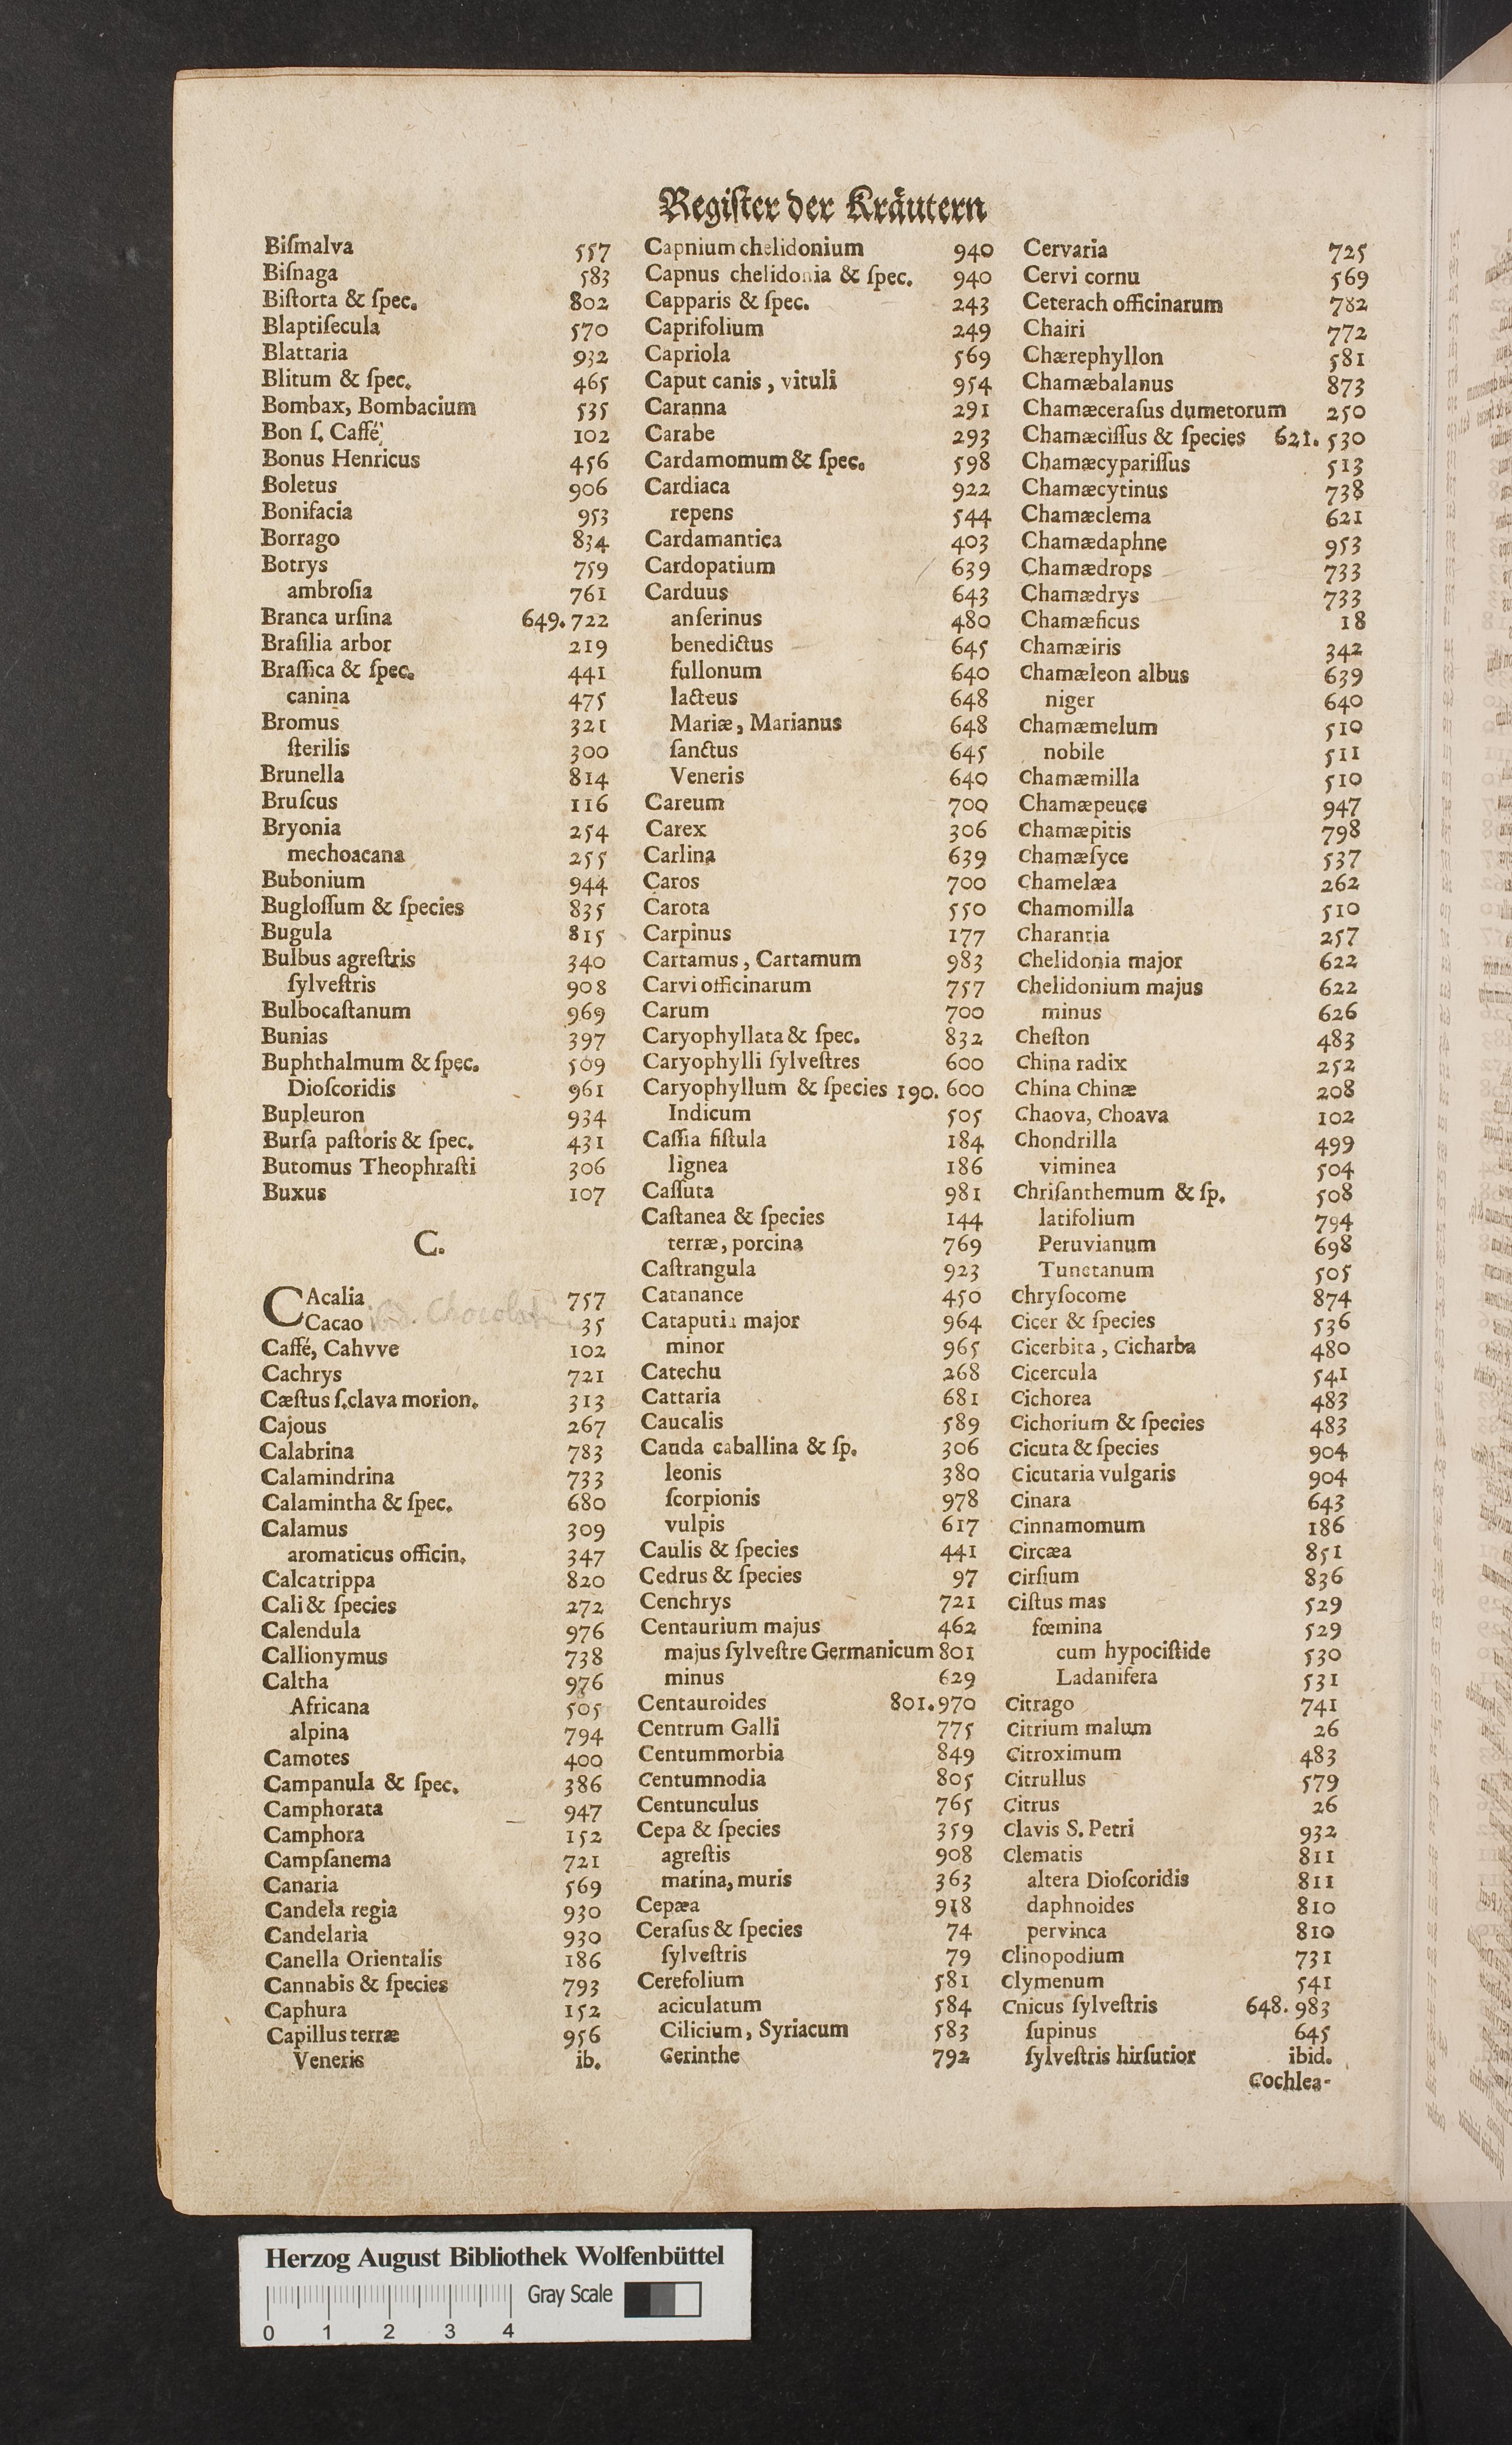 Regiſter der Kräutern
Biſmalva 557
Biſnaga 583
Biſtorta & ſpec. 802
Blaptiſecula 570
Blattaria 932
Blitum & ſpec. 465
Bombax, Bombacium 535
Bon ſ. Caffé 102
Bonus Henricus 456
Boletus 906
Bonifacia 953
Borrago 834
Botrys 759
ambroſia 761
Branca urſina 649. 722
Braſilia arbor 219
Braſſica & ſpec. 441
canina 475
Bromus 321
ſterilis 300
Brunella 814
Bruſcus 116
Bryonia 254
mechoacana 255
Bubonium 944
Bugloſſum & ſpecies 835
Bugula 815
Bulbus agreſtris 340
ſylveſtris 908
Bulbocaſtanum 969
Bunias 397
Buphthalmum & ſpec. 509
Dioſcoridis 961
Bupleuron 934
Burſa paſtoris & ſpec. 431
Butomus Theophraſti 306
Buxus 107
C.
CAcalia 757
Cacao 35
Chocolat
Caffé, Cahvve 102
Cachrys 721
Cæſtus ſ. clava morion. 313
Cajous 267
Calabrina 783
Calamindrina 733
Calamintha & ſpec. 680
Calamus 309
aromaticus officin. 347
Calcatrippa 820
Cali & ſpecies 272
Calendula 976
Callionymus 738
Caltha 976
Africana 505
alpina 794
Camotes 400
Campanula & ſpec. 386
Camphorata 947
Camphora 152
Campſanema 721
Canaria 569
Candela regia 930
Candelaria 930
Canella Orientalis 186
Cannabis & ſpecies 793
Caphura 152
Capillus terræ 956
Veneris ib.
Capnium chelidonium 940
Capnus chelidonia & ſpec. 940
Capparis & ſpec. 243
Caprifolium 249
Capriola 569
Caput canis, vituli 954
Caranna 291
Carabe 293
Cardamomum & ſpec. 598
Cardiaca 922
repens 544
Cardamantica 403
Cardopatium 639
Carduus 643
anſerinus 480
benedictus 645
fullonum 640
lacteus 648
Mariæ, Marianus 648
ſanctus 645
Veneris 640
Careum 700
Carex 306
Carlina 639
Caros 700
Carota 550
Carpinus 177
Cartamus, Cartamum 983
Carvi officinarum 757
Carum 700
Caryophyllata & ſpec. 832
Caryophylli ſylveſtres 600
Caryophyllum & ſpecies 190. 600
Indicum 505
Caſſia fiſtula 184
lignea 186
Caſſuta 981
Caſtanea & ſpecies 144
terræ, porcina 769
Caſtrangula 923
Catanance 450
Cataputia major 964
minor 965
Catechu 268
Cattaria 681
Caucalis 589
Cauda caballina & ſp. 306
leonis 380
ſcorpionis 978
vulpis 617
Caulis & ſpecies 441
Cedrus & ſpecies 97
Cenchrys 721
Centaurium majus 462
majus ſylveſtre Germanicum 801
minus 629
Centauroides 801. 970
Centrum Galli 775
Centummorbia 849
Centumnodia 805
Centunculus 765
Cepa & ſpecies 359
agreſtis 908
marina, muris 363
Cepæa 918
Ceraſus & ſpecies 74
ſylveſtris 79
Cerefolium 581
aciculatum 584
Cilicium, Syriacum 583
Cerinthe 792
Cervaria 725
Cervi cornu 569
Ceterach officinarum 782
Chairi 772
Chærephyllon 581
Chamæbalanus 873
Chamæceraſus dumetorum 250
Chamæciſſus & ſpecies 621. 530
Chamæcypariſſus 513
Chamæcytinus 738
Chamæclema 621
Chamædaphne 953
Chamædrops 733
Chamædrys 733
Chamæficus 18
Chamæiris 342
Chamæleon albus 639
niger 640
Chamæmelum 510
nobile 511
Chamæmilla 510
Chamæpeuce 947
Chamæpitis 798
Chamæſyce 537
Chamelæa 262
Chamomilla 510
Charantia 257
Chelidonia major 622
Chelidonium majus 622
minus 626
Cheſton 483
China radix 252
China Chinæ 208
Chaova, Choava 102
Chondrilla 499
viminea 504
Chriſanthemum & ſp. 508
latifolium 794
Peruvianum 698
Tunetanum 505
Chryſocome 874
Cicer & ſpecies 536
Cicerbita, Cicharba 480
Cicercula 541
Cichorea 483
Cichorium & ſpecies 483
Cicuta & ſpecies 904
Cicutaria vulgaris 904
Cinara 643
Cinnamomum 186
Circæa 851
Cirſium 836
Ciſtus mas 529
fœmina 529
cum hypociſtide 530
Ladanifera 531
Citrago 741
Citrium malum 26
Citroximum 483
Citrullus 579
Citrus 26
Clavis S. Petri 932
Clematis 811
altera Dioſcoridis 811
daphnoides 810
pervinca 810
Clinopodium 731
Clymenum 541
Cnicus ſylveſtris 648. 983
ſupinus 645
ſylveſtris hirſutior ibid.
Cochlea-
Herzog August Bibliothek Wolfenbüttel
Gray Scale
0 1 2 3 4